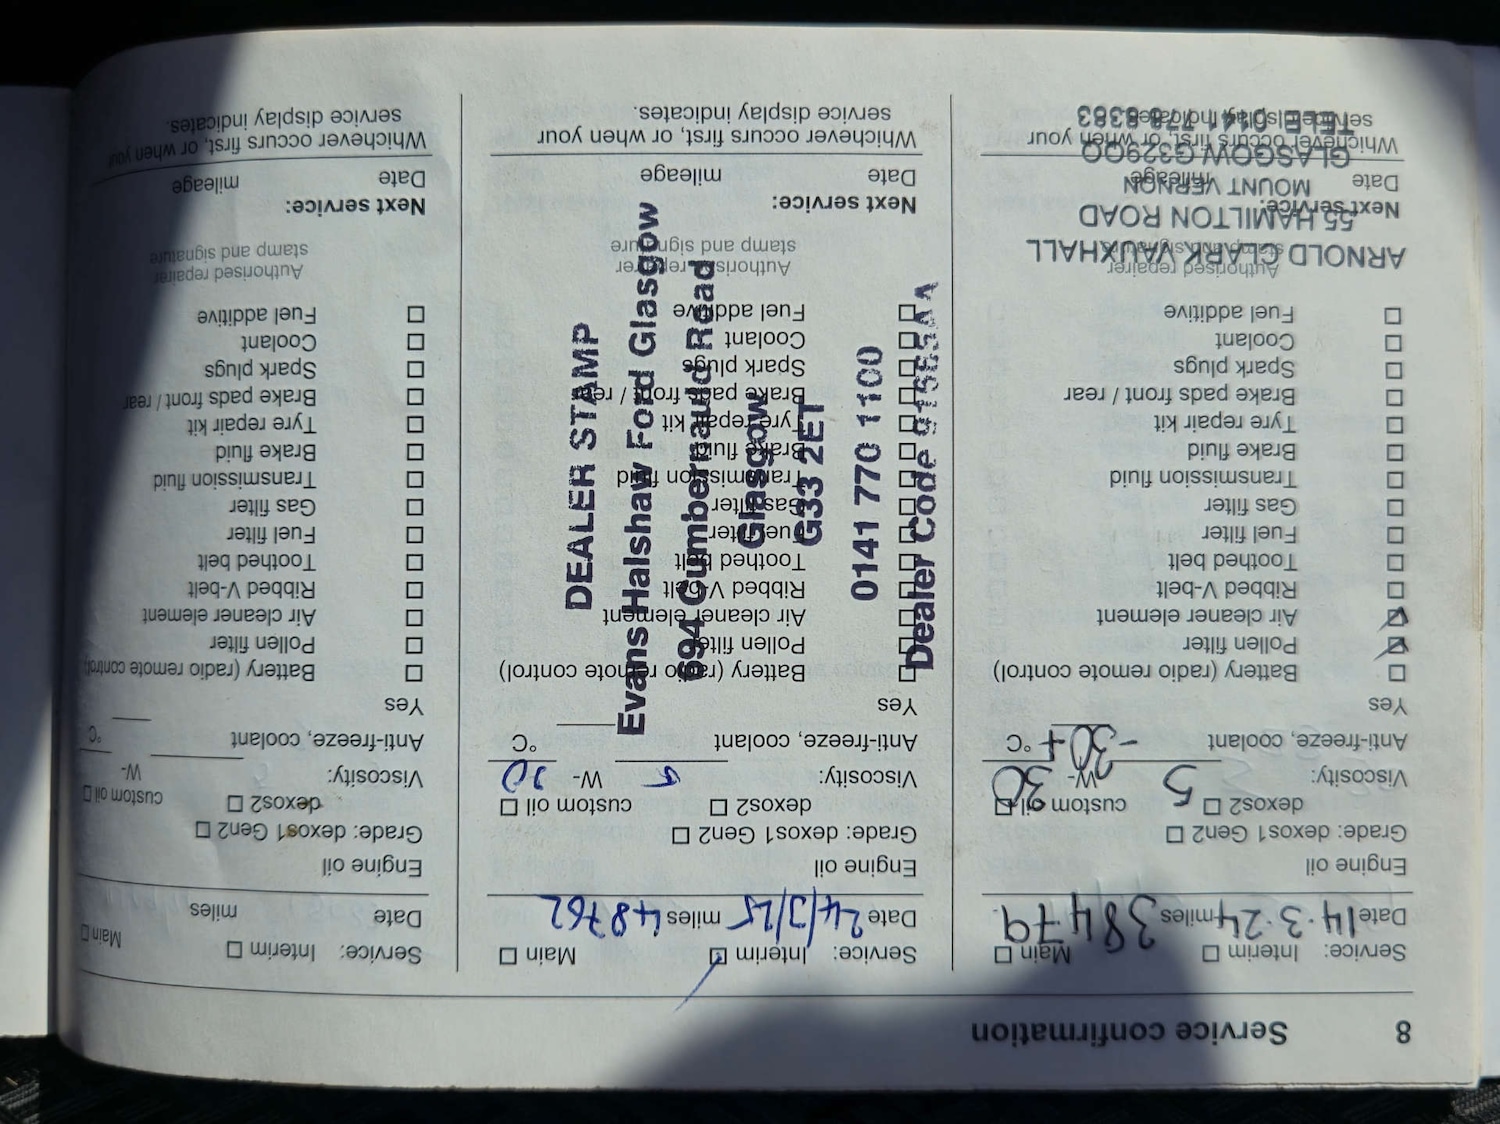 8 Service confirmation
Service: Interim ☐ Main ☐
Date 14.3.24 miles 38479
Engine oil
Grade: dexos1 Gen2 ☐
dexos2 ☐ custom oil ☐
Viscosity: 5 W- 30
Anti-freeze, coolant -30+ °C
Yes
☐ Battery (radio remote control)
☑ Pollen filter
☑ Air cleaner element
☐ Ribbed V-belt
☐ Toothed belt
☐ Fuel filter
☐ Gas filter
☐ Transmission fluid
☐ Brake fluid
☐ Tyre repair kit
☐ Brake pads front / rear
☐ Spark plugs
☐ Coolant
☐ Fuel additive
Authorised repairer
stamp and signature
ARNOLD CLARK VAUXHALL
55 HAMILTON ROAD
MOUNT VERNON
GLASGOW G329QQ
TELE 0141 778 8383
Next service:
Date mileage
Whichever occurs first, or when your
service display indicates.
Service: Interim ☑ Main ☐
Date 24/3/25 miles 48762
Engine oil
Grade: dexos1 Gen2 ☐
dexos2 ☐ custom oil ☐
Viscosity: 5 W- 30
Anti-freeze, coolant °C
Yes
☐ Battery (radio remote control)
☐ Pollen filter
☐ Air cleaner element
☐ Ribbed V-belt
☐ Toothed belt
☐ Fuel filter
☐ Gas filter
☐ Transmission fluid
☐ Brake fluid
☐ Tyre repair kit
☐ Brake pads front / rear
☐ Spark plugs
☐ Coolant
☐ Fuel additive
Authorised repairer
stamp and signature
DEALER STAMP
Evans Halshaw Ford Glasgow
694 Cumbernauld Road
Glasgow
G33 2ET
0141 770 1100
Dealer Code
Next service:
Date mileage
Whichever occurs first, or when your
service display indicates.
Service: Interim ☐ Main ☐
Date miles
Engine oil
Grade: dexos1 Gen2 ☐
dexos2 ☐ custom oil ☐
Viscosity: W-
Anti-freeze, coolant °C
Yes
☐ Battery (radio remote control)
☐ Pollen filter
☐ Air cleaner element
☐ Ribbed V-belt
☐ Toothed belt
☐ Fuel filter
☐ Gas filter
☐ Transmission fluid
☐ Brake fluid
☐ Tyre repair kit
☐ Brake pads front / rear
☐ Spark plugs
☐ Coolant
☐ Fuel additive
Authorised repairer
stamp and signature
Next service:
Date mileage
Whichever occurs first, or when your
service display indicates.